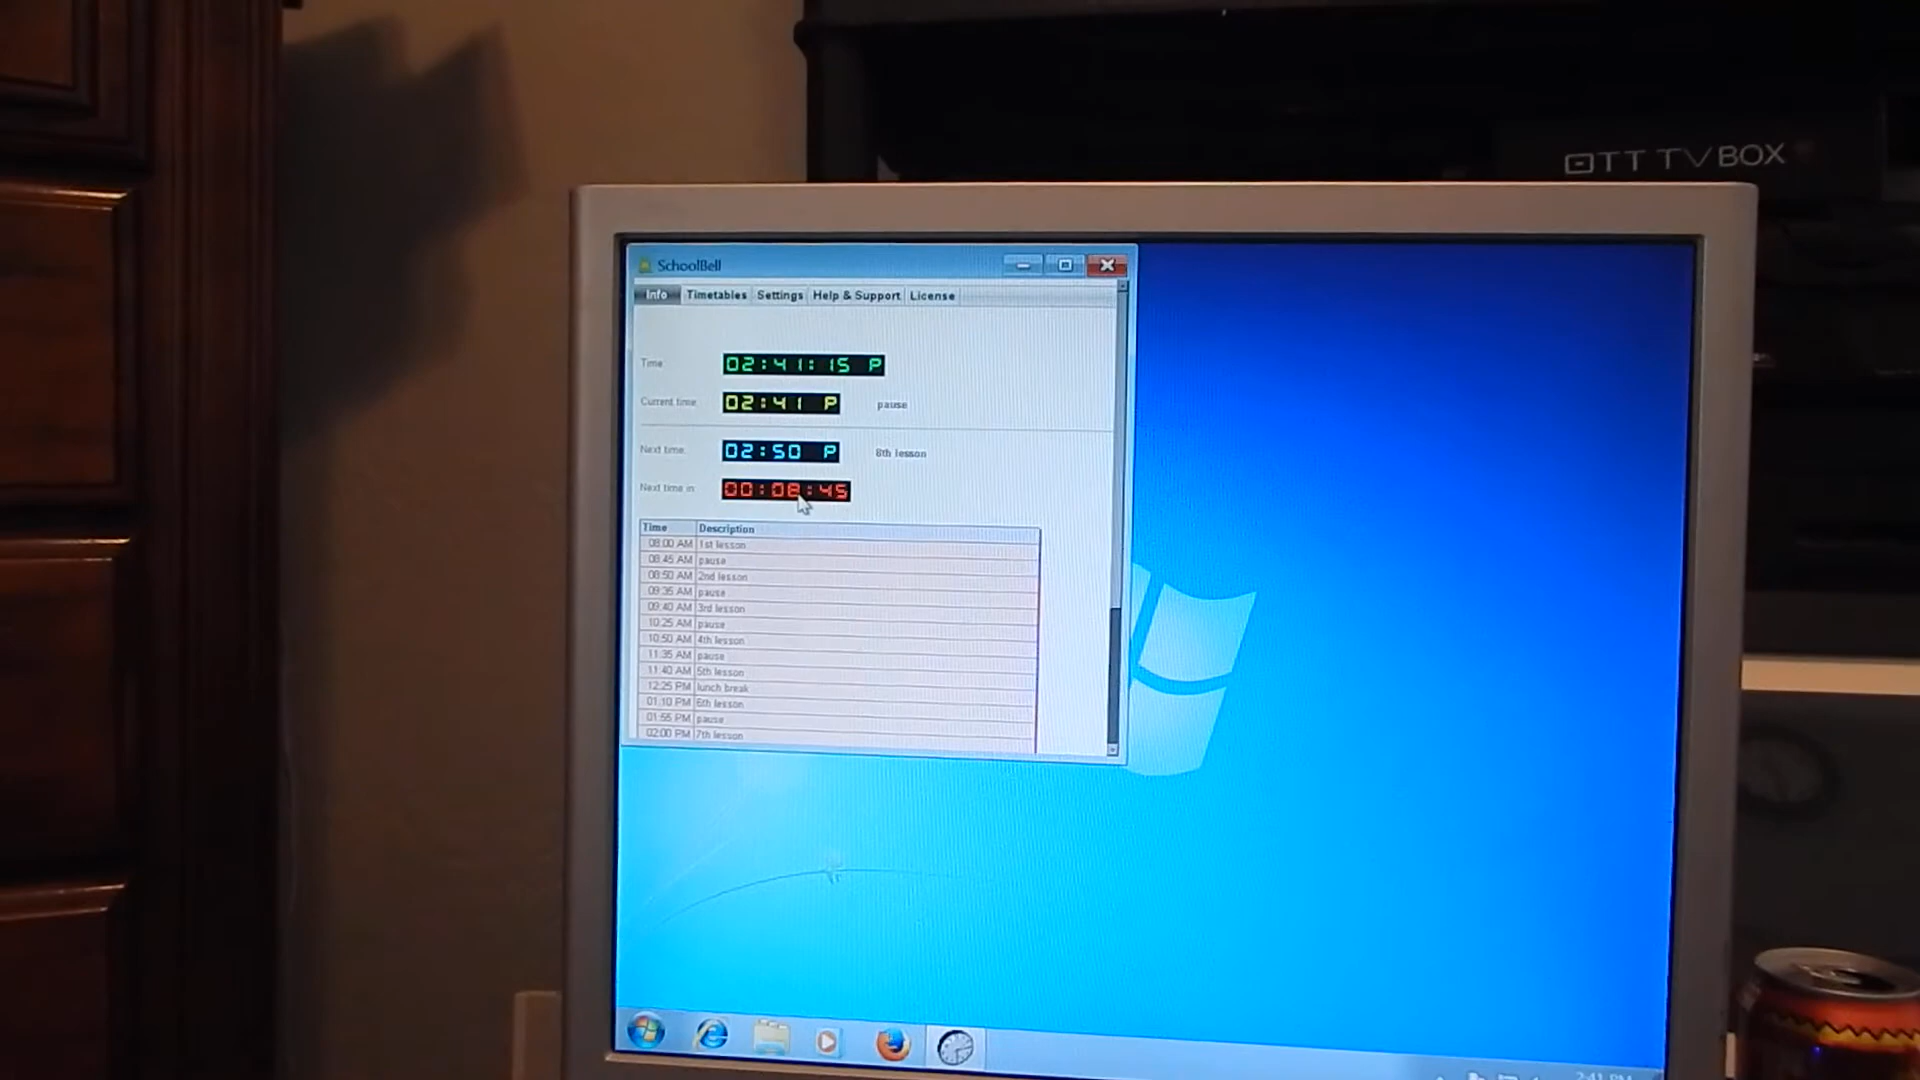 OTT TV BOX
SchoolBell
Info Timetables Settings Help & Support License
Time 02:41:15 P
Current time 02:41 P pause
Next time 02:50 P 8th lesson
Next time in 00:08:45
Time Description
08:00 AM 1st lesson
08:45 AM pause
08:50 AM 2nd lesson
09:35 AM pause
09:40 AM 3rd lesson
10:25 AM pause
10:50 AM 4th lesson
11:35 AM pause
11:40 AM 5th lesson
12:25 PM lunch break
01:10 PM 6th lesson
01:55 PM pause
02:00 PM 7th lesson
2:41 PM